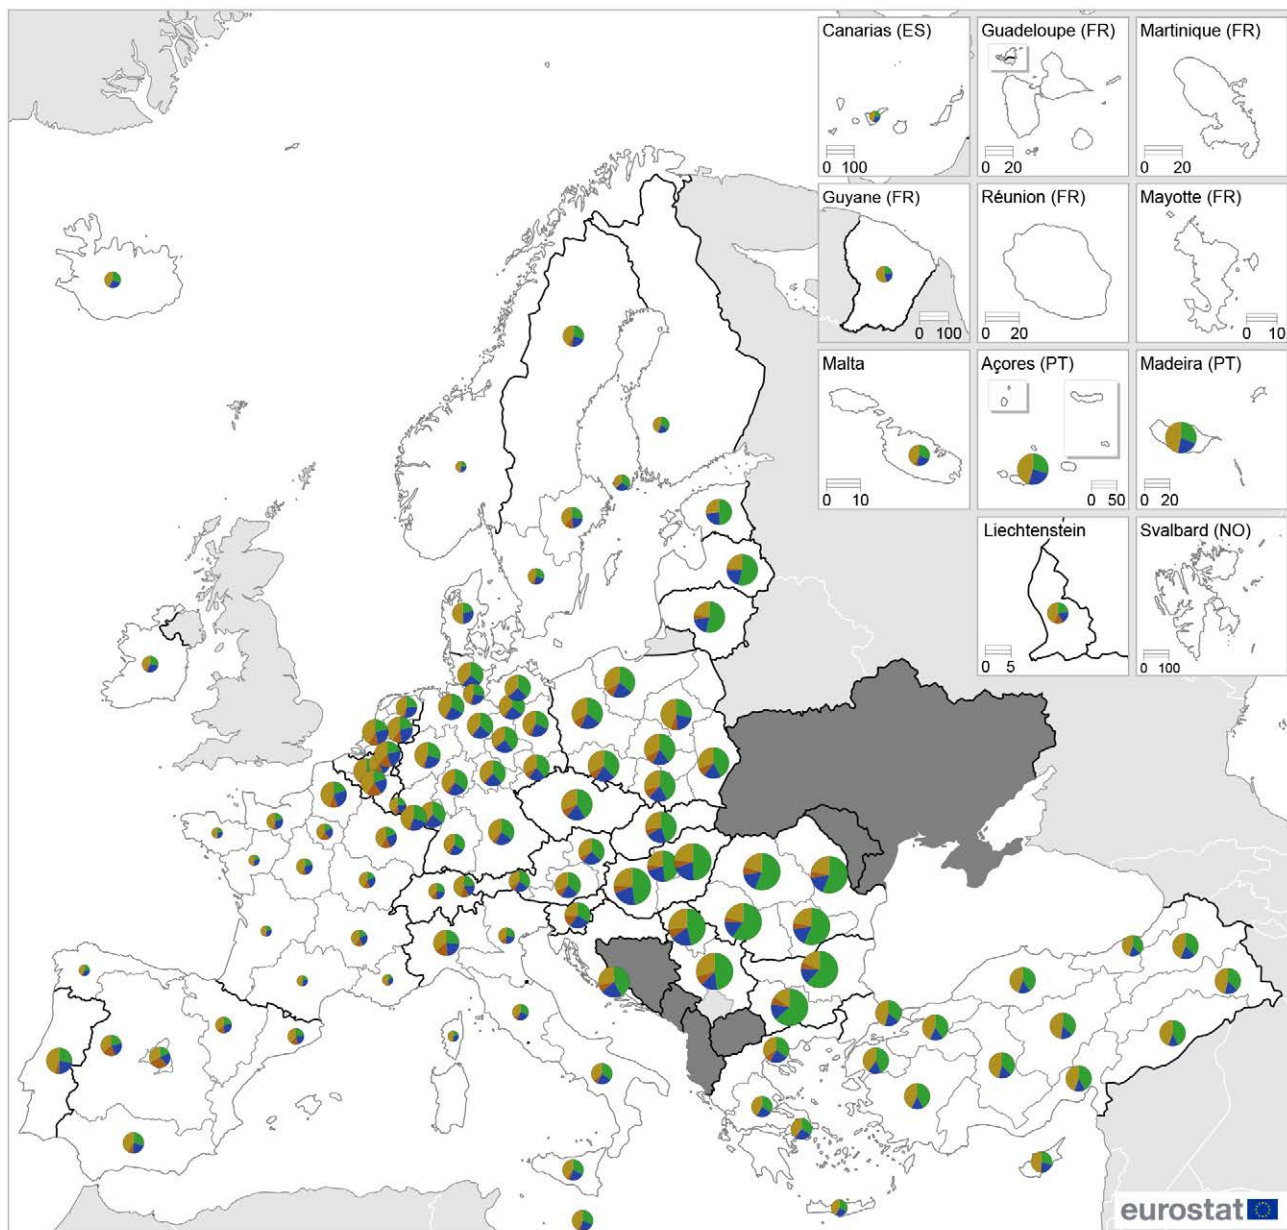 Canarias (ES)
0 100
Guadeloupe (FR)
0 20
Martinique (FR)
0 20
Guyane (FR)
0 100
Réunion (FR)
0 20
Mayotte (FR)
0 10
Malta
0 10
Açores (PT)
0 50
Madeira (PT)
0 20
Liechtenstein
0 5
Svalbard (NO)
0 100
eurostat